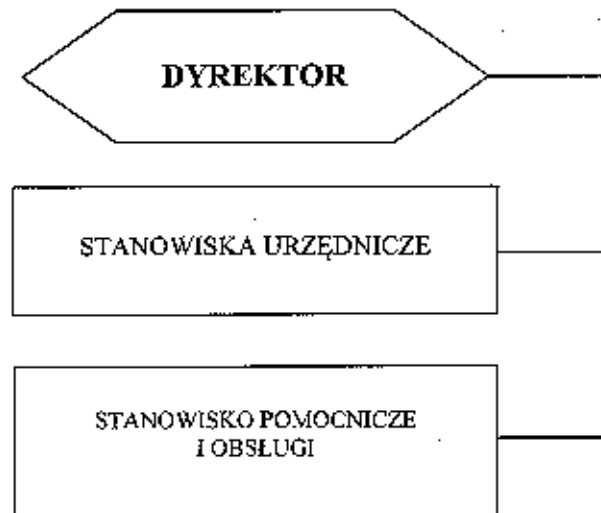 DYREKTOR
STANOWISKA URZĘDNICZE
STANOWISKO POMOCNICZE
I OBSŁUGI